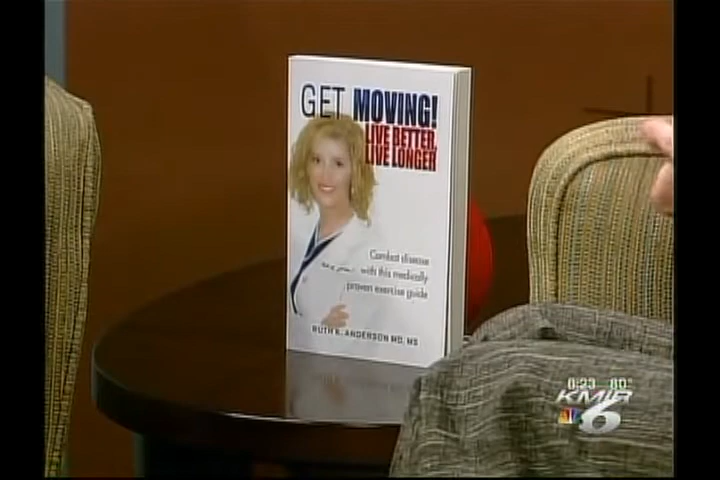 GET MOVING!
LIVE BETTER,
LIVE LONGER
Combat disease
with this medically
proven exercise guide
RUTH K. ANDERSON MD, MS
8:23 80°
KMIR
6